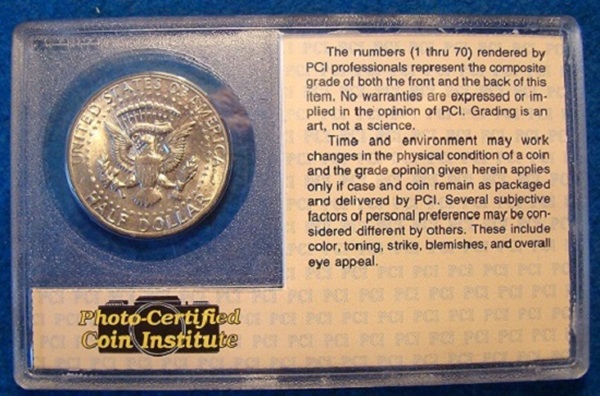 The numbers (1 thru 70) rendered by
PCI professionals represent the composite
grade of both the front and the back of this
item. No warranties are expressed or im-
plied in the opinion of PCI. Grading is an
art, not a science.
Time and environment may work
changes in the physical condition of a coin
and the grade opinion given herein applies
only if case and coin remain as packaged
and delivered by PCI. Several subjective
factors of personal preference may be con-
sidered different by others. These include
color, toning, strike, blemishes, and overall
eye appeal.
UNITED STATES OF AMERICA
HALF DOLLAR
Photo-Certified
Coin Institute